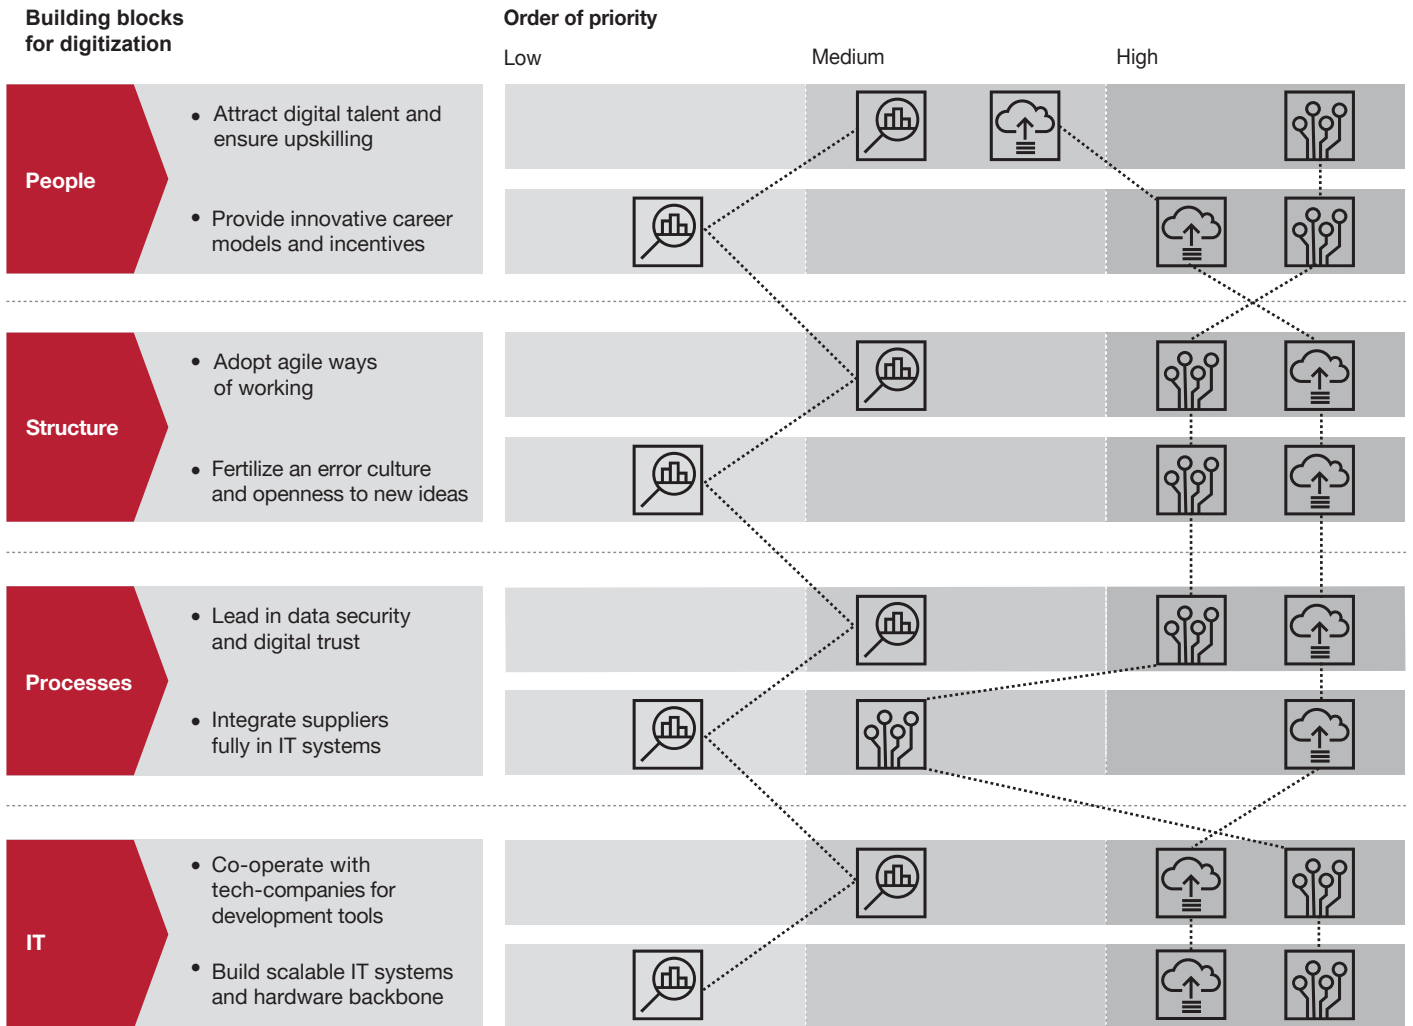 Building blocks
for digitization
Order of priority
Low
Medium
High
People
• Attract digital talent and
ensure upskilling
• Provide innovative career
models and incentives
Structure
• Adopt agile ways
of working
• Fertilize an error culture
and openness to new ideas
Processes
• Lead in data security
and digital trust
• Integrate suppliers
fully in IT systems
IT
• Co-operate with
tech-companies for
development tools
• Build scalable IT systems
and hardware backbone